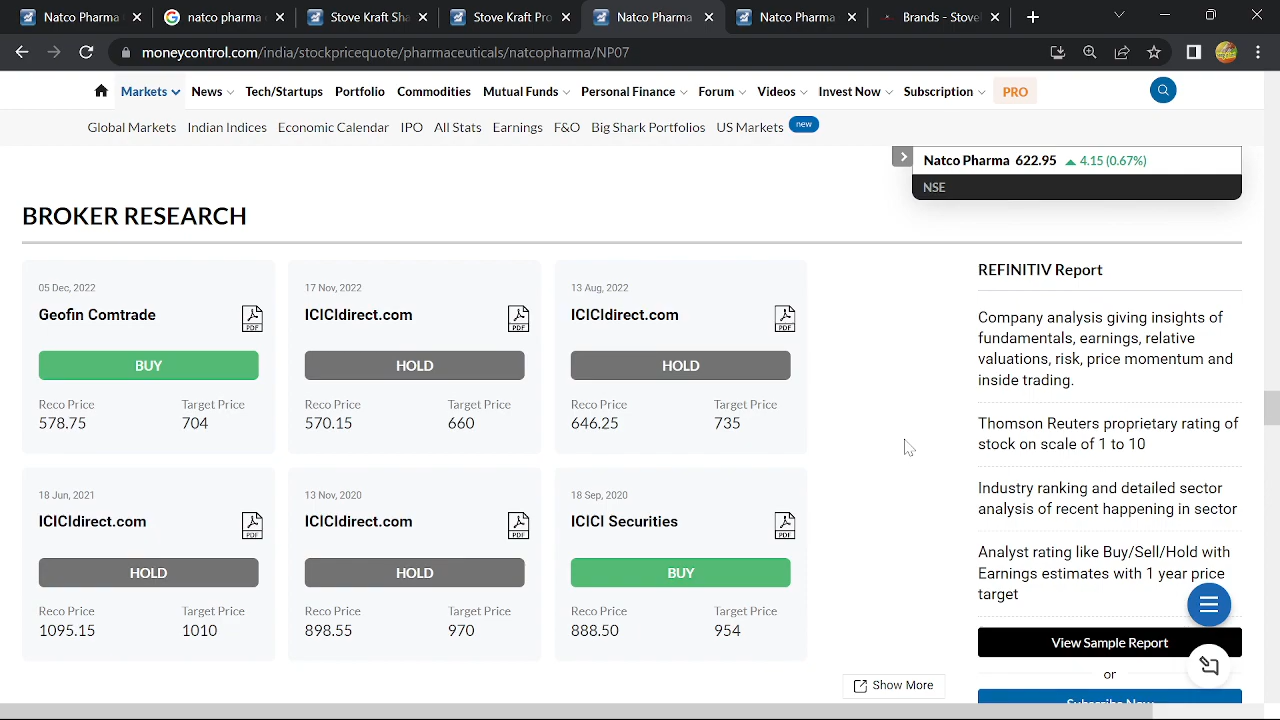 Natco Pharma
natco pharma
Stove Kraft Sha
Stove Kraft Pro
Natco Pharma
Natco Pharma
Brands - Stove
moneycontrol.com/india/stockpricequote/pharmaceuticals/natcopharma/NP07
Markets News Tech/Startups Portfolio Commodities Mutual Funds Personal Finance Forum Videos Invest Now Subscription PRO
Global Markets Indian Indices Economic Calendar IPO All Stats Earnings F&O Big Shark Portfolios US Markets new
Natco Pharma 622.95 4.15 (0.67%)
NSE
BROKER RESEARCH
05 Dec, 2022
Geofin Comtrade
PDF
BUY
Reco Price Target Price
578.75 704
17 Nov, 2022
ICICIdirect.com
PDF
HOLD
Reco Price Target Price
570.15 660
13 Aug, 2022
ICICIdirect.com
PDF
HOLD
Reco Price Target Price
646.25 735
18 Jun, 2021
ICICIdirect.com
PDF
HOLD
Reco Price Target Price
1095.15 1010
13 Nov, 2020
ICICIdirect.com
PDF
HOLD
Reco Price Target Price
898.55 970
18 Sep, 2020
ICICI Securities
PDF
BUY
Reco Price Target Price
888.50 954
Show More
REFINITIV Report
Company analysis giving insights of
fundamentals, earnings, relative
valuations, risk, price momentum and
inside trading.
Thomson Reuters proprietary rating of
stock on scale of 1 to 10
Industry ranking and detailed sector
analysis of recent happening in sector
Analyst rating like Buy/Sell/Hold with
Earnings estimates with 1 year price
target
View Sample Report
or
Subscribe Now